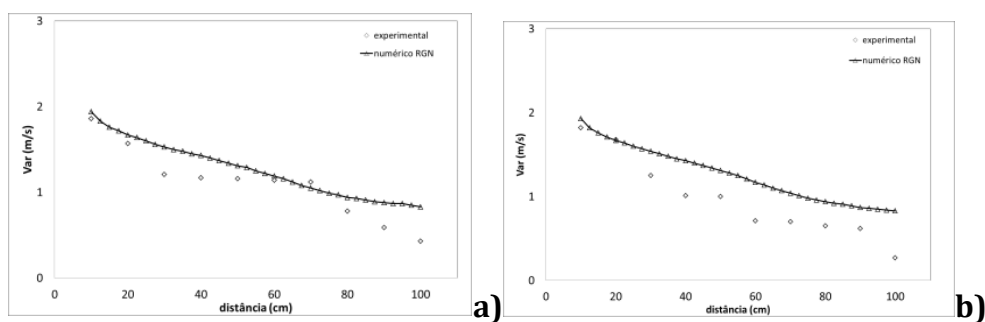 3
experimental
numérico RGN
2
Var (m/s)
1
0
0 20 40 60 80 100
distância (cm)
a)
3
experimental
numérico RGN
2
Var (m/s)
1
0
0 20 40 60 80 100
distância (cm)
b)